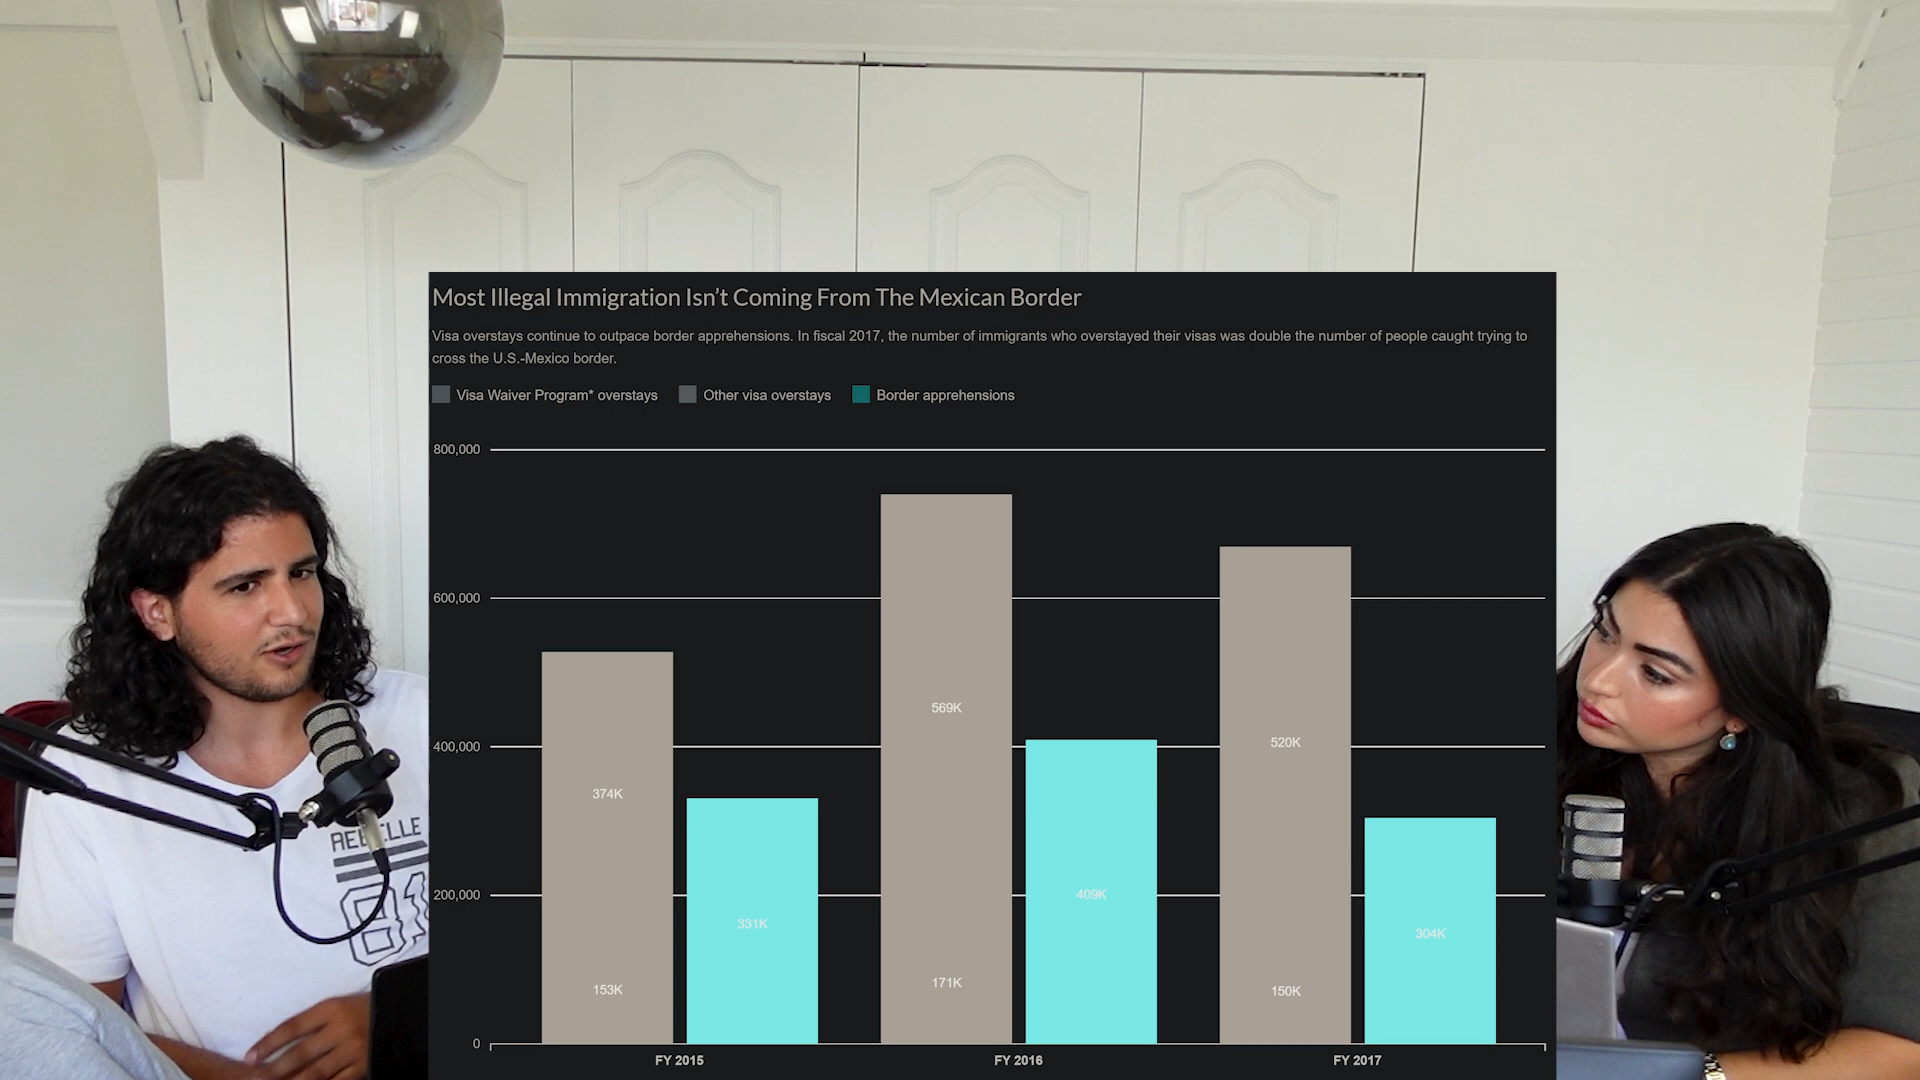 Most Illegal Immigration Isn't Coming From The Mexican Border
Visa overstays continue to outpace border apprehensions. In fiscal 2017, the number of immigrants who overstayed their visas was double the number of people caught trying to
cross the U.S.-Mexico border.
Visa Waiver Program* overstays Other visa overstays Border apprehensions
800,000
600,000
400,000
200,000
0
374K
153K
331K
569K
171K
409K
520K
150K
304K
FY 2015 FY 2016 FY 2017
81